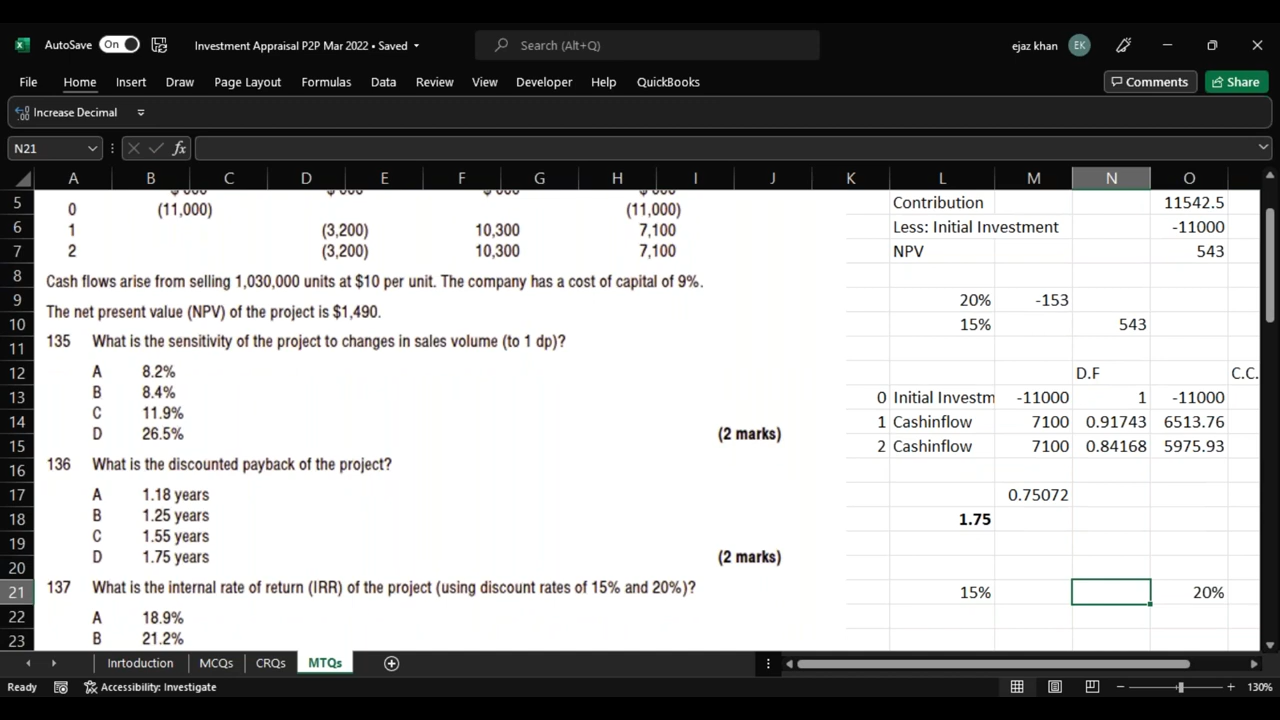 AutoSave On Investment Appraisal P2P Mar 2022 • Saved Search (Alt+Q) ejaz khan EK
File Home Insert Draw Page Layout Formulas Data Review View Developer Help QuickBooks Comments Share
Increase Decimal
N21 fx
A B C D E F G H I J K L M N O
5 Contribution 11542.5
0 (11,000) (11,000)
6 Less: Initial Investment -11000
1 (3,200) 10,300 7,100
7 NPV 543
2 (3,200) 10,300 7,100
8 Cash flows arise from selling 1,030,000 units at $10 per unit. The company has a cost of capital of 9%.
9 20% -153
The net present value (NPV) of the project is $1,490.
10 15% 543
11 135 What is the sensitivity of the project to changes in sales volume (to 1 dp)?
12 A 8.2% D.F C.C.
13 B 8.4% 0 Initial Investm -11000 1 -11000
14 C 11.9% 1 Cashinflow 7100 0.91743 6513.76
D 26.5% (2 marks)
15 2 Cashinflow 7100 0.84168 5975.93
16 136 What is the discounted payback of the project?
17 A 1.18 years 0.75072
18 B 1.25 years 1.75
19 C 1.55 years
20 D 1.75 years (2 marks)
21 137 What is the internal rate of return (IRR) of the project (using discount rates of 15% and 20%)? 15% 20%
22 A 18.9%
23 B 21.2%
Inrtoduction MCQs CRQs MTQs
Ready Accessibility: Investigate 130%